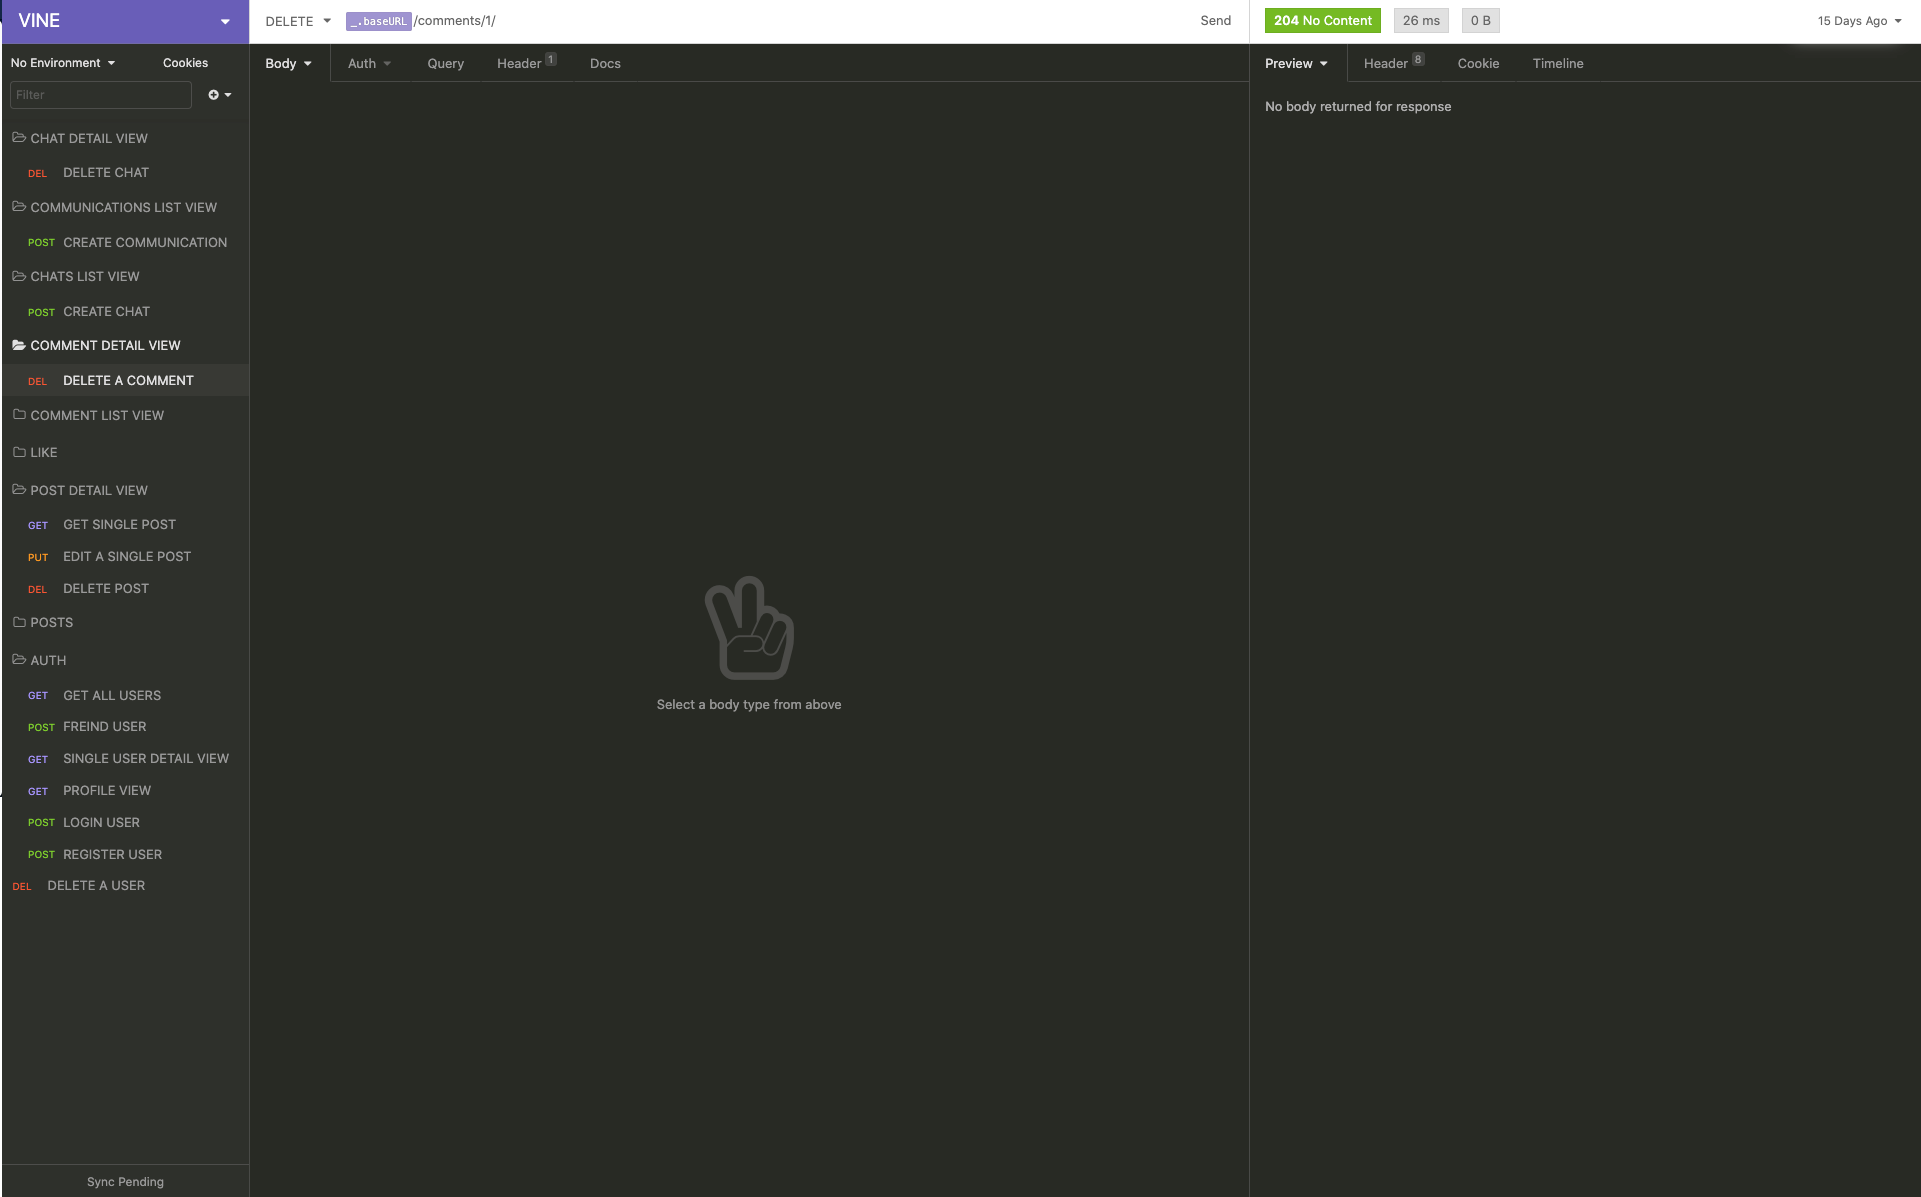 VINE
DELETE
_.baseURL/comments/1/
Send
204 No Content
26 ms
0 B
15 Days Ago
No Environment
Cookies
Body
Auth
Query
Header 1
Docs
Preview
Header 8
Cookie
Timeline
Filter
No body returned for response
CHAT DETAIL VIEW
DEL DELETE CHAT
COMMUNICATIONS LIST VIEW
POST CREATE COMMUNICATION
CHATS LIST VIEW
POST CREATE CHAT
COMMENT DETAIL VIEW
DEL DELETE A COMMENT
COMMENT LIST VIEW
LIKE
POST DETAIL VIEW
GET GET SINGLE POST
PUT EDIT A SINGLE POST
DEL DELETE POST
POSTS
AUTH
GET GET ALL USERS
POST FREIND USER
GET SINGLE USER DETAIL VIEW
GET PROFILE VIEW
POST LOGIN USER
POST REGISTER USER
DEL DELETE A USER
Select a body type from above
Sync Pending